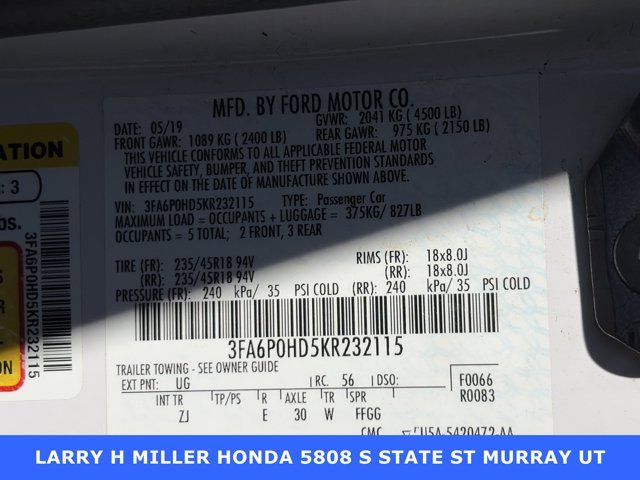 MFD. BY FORD MOTOR CO.
DATE: 05/19 GVWR: 2041 KG ( 4500 LB)
FRONT GAWR: 1089 KG ( 2400 LB) REAR GAWR: 975 KG ( 2150 LB)
THIS VEHICLE CONFORMS TO ALL APPLICABLE FEDERAL MOTOR
VEHICLE SAFETY, BUMPER, AND THEFT PREVENTION STANDARDS
IN EFFECT ON THE DATE OF MANUFACTURE SHOWN ABOVE.
VIN: 3FA6P0HD5KR232115 TYPE: Passenger Car
MAXIMUM LOAD = OCCUPANTS + LUGGAGE = 375KG/ 827LB
OCCUPANTS = 5 TOTAL; 2 FRONT, 3 REAR
TIRE (FR): 235/45R18 94V RIMS (FR): 18x8.0J
(RR): 235/45R18 94V (RR): 18x8.0J
PRESSURE (FR): 240 kPa/ 35 PSI COLD (RR): 240 kPa/ 35 PSI COLD
3FA6P0HD5KR232115
TRAILER TOWING - SEE OWNER GUIDE
EXT PNT: UG RC: 56 DSO: F0066
R0083
INT TR TP/PS R AXLE TR SPR
ZJ E 30 W FFGG
ATION
: 3
bs.
3FA6P0HD5KR232115
ON
LARRY H MILLER HONDA 5808 S STATE ST MURRAY UT